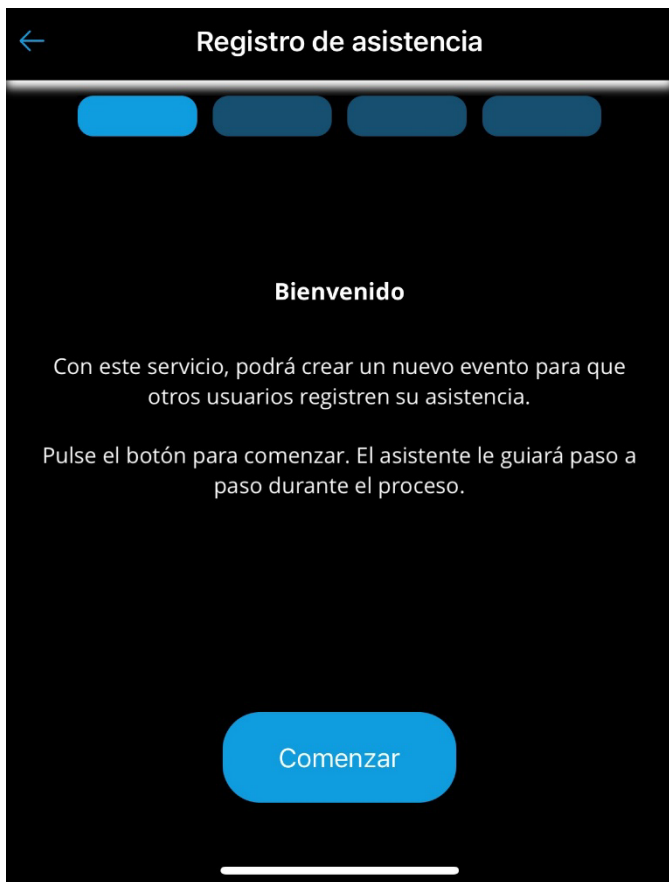 Registro de asistencia
Bienvenido
Con este servicio, podrá crear un nuevo evento para que
otros usuarios registren su asistencia.
Pulse el botón para comenzar. El asistente le guiará paso a
paso durante el proceso.
Comenzar